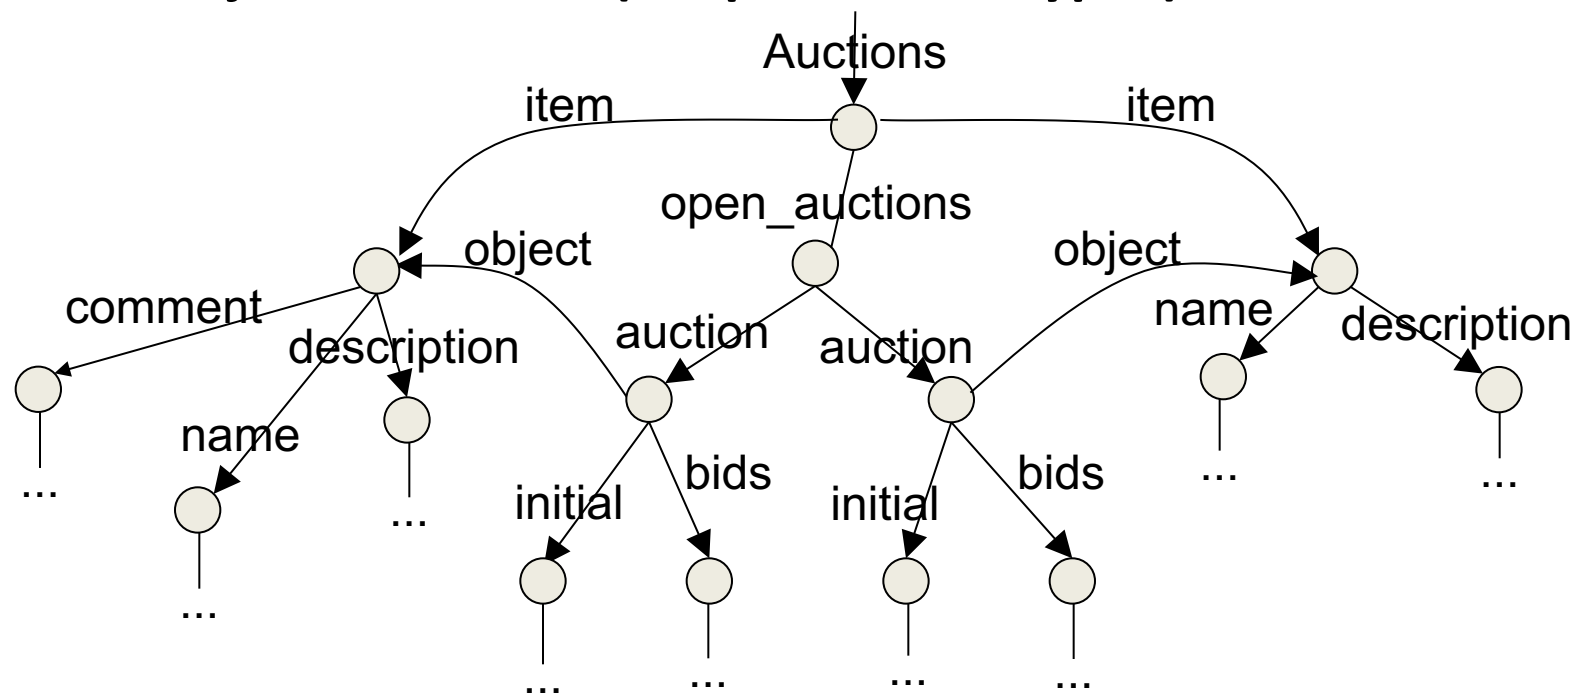 Auctions
item
item
open_auctions
object
object
comment
name
description
auction
auction
description
name
bids
bids
initial
initial
...
...
...
...
...
...
...
...
...